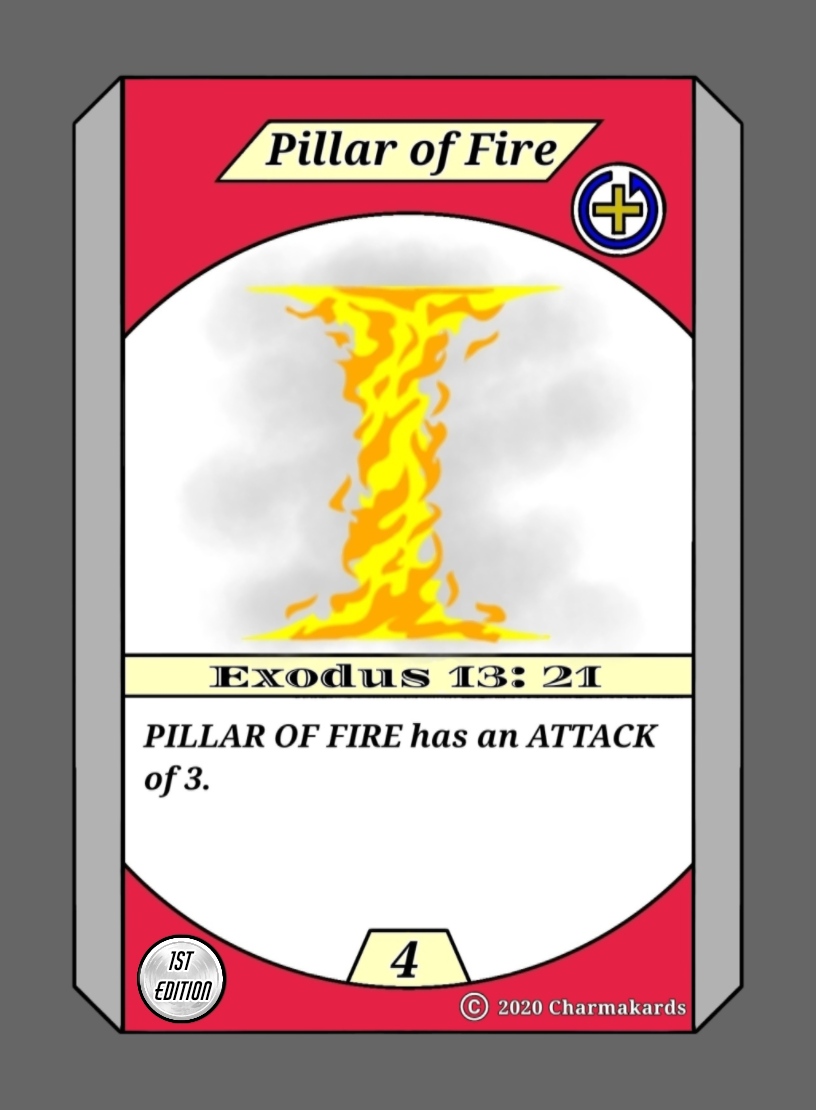 Pillar of Fire
Exodus 13: 21
PILLAR OF FIRE has an ATTACK
of 3.
4
1ST
EDITION
© 2020 Charmakards